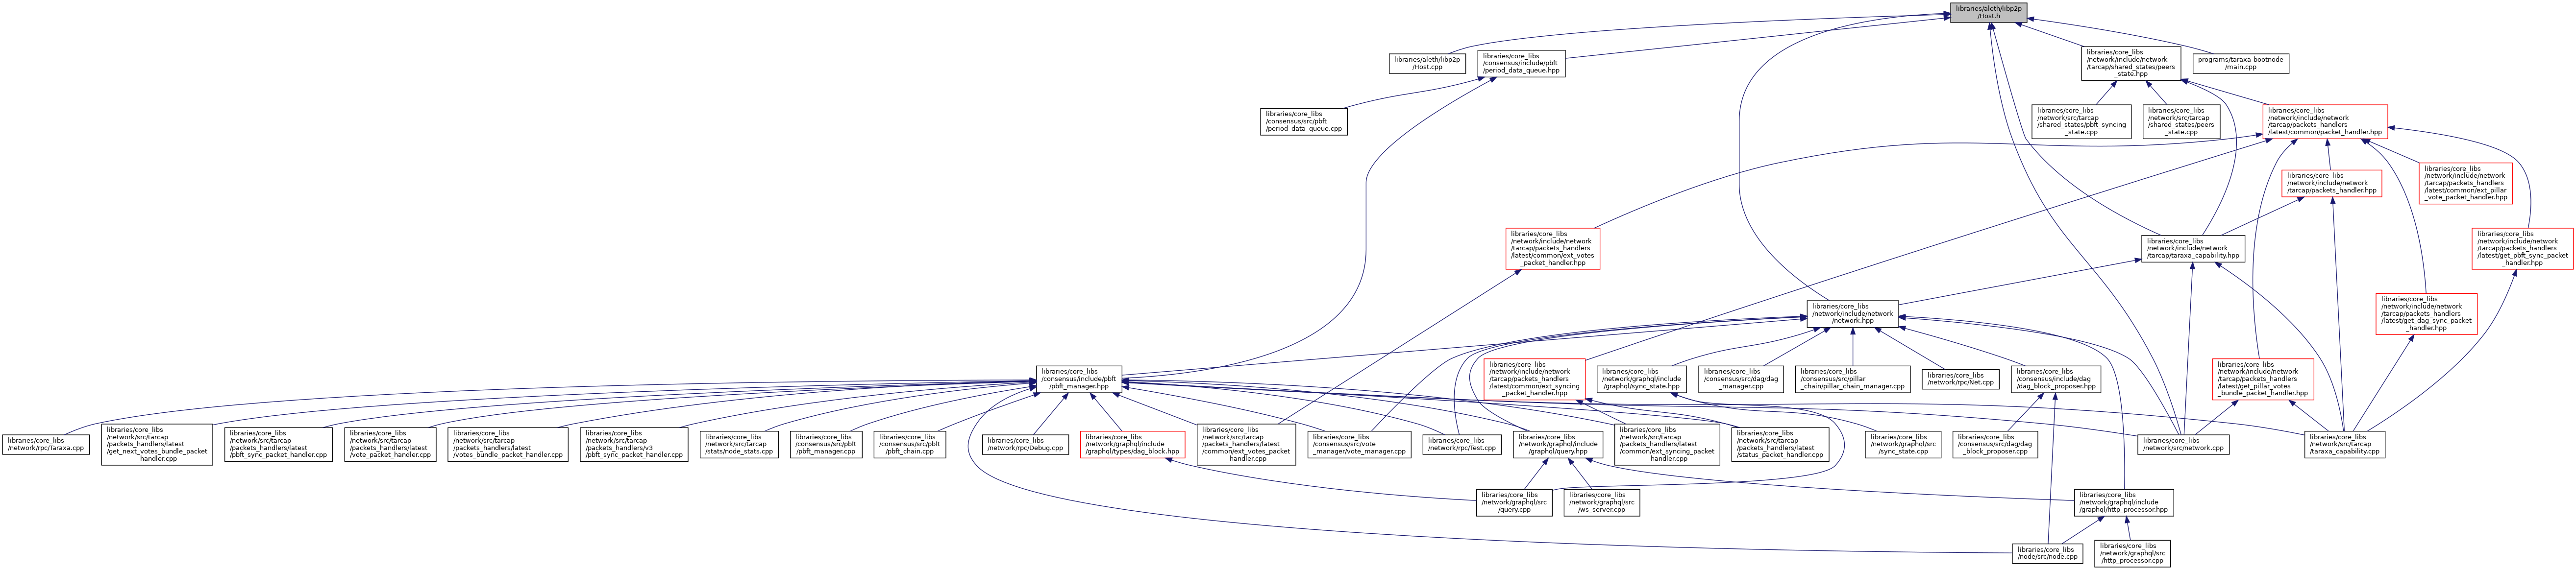 libraries/aleth/libp2p
/Host.h
libraries/aleth/libp2p
/Host.cpp
libraries/core_libs
/consensus/include/pbft
/period_data_queue.hpp
libraries/core_libs
/network/include/network
/tarcap/shared_states/peers
_state.hpp
programs/taraxa-bootnode
/main.cpp
libraries/core_libs
/consensus/src/pbft
/period_data_queue.cpp
libraries/core_libs
/network/src/tarcap
/shared_states/pbft_syncing
_state.cpp
libraries/core_libs
/network/src/tarcap
/shared_states/peers
_state.cpp
libraries/core_libs
/network/include/network
/tarcap/packets_handlers
/latest/common/packet_handler.hpp
libraries/core_libs
/network/include/network
/tarcap/packets_handler.hpp
libraries/core_libs
/network/include/network
/tarcap/packets_handlers
/latest/common/ext_pillar
_vote_packet_handler.hpp
libraries/core_libs
/network/include/network
/tarcap/packets_handlers
/latest/common/ext_votes
_packet_handler.hpp
libraries/core_libs
/network/include/network
/tarcap/taraxa_capability.hpp
libraries/core_libs
/network/include/network
/tarcap/packets_handlers
/latest/get_pbft_sync_packet
_handler.hpp
libraries/core_libs
/network/include/network
/network.hpp
libraries/core_libs
/network/include/network
/tarcap/packets_handlers
/latest/get_dag_sync_packet
_handler.hpp
libraries/core_libs
/consensus/include/pbft
/pbft_manager.hpp
libraries/core_libs
/network/include/network
/tarcap/packets_handlers
/latest/common/ext_syncing
_packet_handler.hpp
libraries/core_libs
/network/graphql/include
/graphql/sync_state.hpp
libraries/core_libs
/consensus/src/dag/dag
_manager.cpp
libraries/core_libs
/consensus/src/pillar
_chain/pillar_chain_manager.cpp
libraries/core_libs
/network/rpc/Net.cpp
libraries/core_libs
/consensus/include/dag
/dag_block_proposer.hpp
libraries/core_libs
/network/include/network
/tarcap/packets_handlers
/latest/get_pillar_votes
_bundle_packet_handler.hpp
libraries/core_libs
/network/rpc/Taraxa.cpp
libraries/core_libs
/network/src/tarcap
/packets_handlers/latest
/get_next_votes_bundle_packet
_handler.cpp
libraries/core_libs
/network/src/tarcap
/packets_handlers/latest
/pbft_sync_packet_handler.cpp
libraries/core_libs
/network/src/tarcap
/packets_handlers/latest
/vote_packet_handler.cpp
libraries/core_libs
/network/src/tarcap
/packets_handlers/latest
/votes_bundle_packet_handler.cpp
libraries/core_libs
/network/src/tarcap
/packets_handlers/v3
/pbft_sync_packet_handler.cpp
libraries/core_libs
/network/src/tarcap
/stats/node_stats.cpp
libraries/core_libs
/consensus/src/pbft
/pbft_manager.cpp
libraries/core_libs
/consensus/src/pbft
/pbft_chain.cpp
libraries/core_libs
/network/rpc/Debug.cpp
libraries/core_libs
/network/graphql/include
/graphql/types/dag_block.hpp
libraries/core_libs
/network/src/tarcap
/packets_handlers/latest
/common/ext_votes_packet
_handler.cpp
libraries/core_libs
/consensus/src/vote
_manager/vote_manager.cpp
libraries/core_libs
/network/rpc/Test.cpp
libraries/core_libs
/network/graphql/include
/graphql/query.hpp
libraries/core_libs
/network/src/tarcap
/packets_handlers/latest
/common/ext_syncing_packet
_handler.cpp
libraries/core_libs
/network/src/tarcap
/packets_handlers/latest
/status_packet_handler.cpp
libraries/core_libs
/network/graphql/src
/sync_state.cpp
libraries/core_libs
/consensus/src/dag/dag
_block_proposer.cpp
libraries/core_libs
/network/src/network.cpp
libraries/core_libs
/network/src/tarcap
/taraxa_capability.cpp
libraries/core_libs
/network/graphql/src
/query.cpp
libraries/core_libs
/network/graphql/src
/ws_server.cpp
libraries/core_libs
/network/graphql/include
/graphql/http_processor.hpp
libraries/core_libs
/node/src/node.cpp
libraries/core_libs
/network/graphql/src
/http_processor.cpp